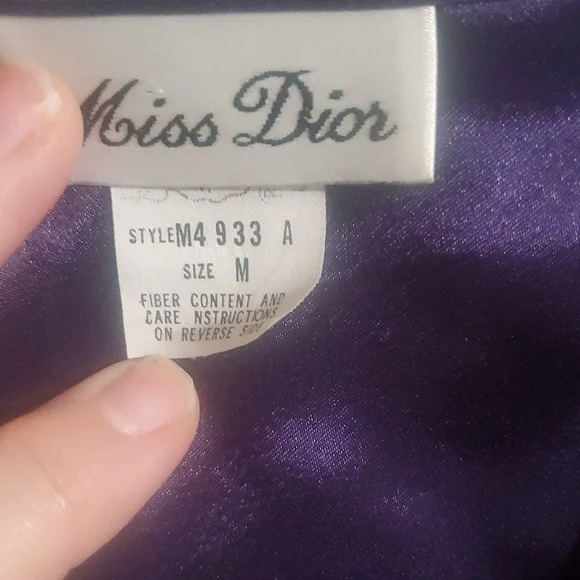 Miss Dior
STYLE M4 933 A
SIZE M
FIBER CONTENT AND
CARE NSTRUCTIONS
ON REVERSE SIDE